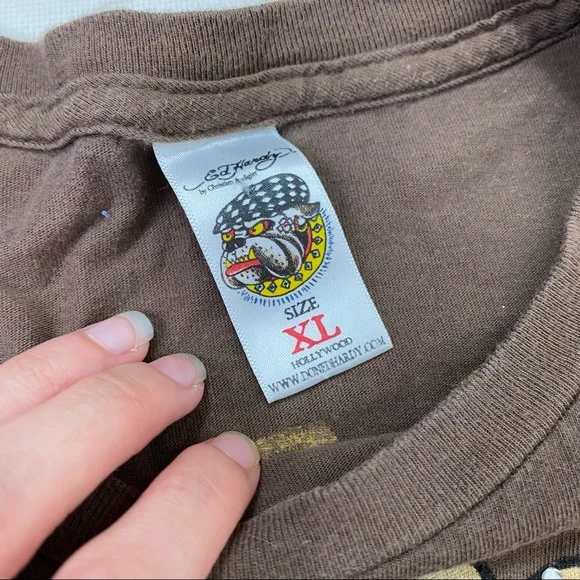 Ed Hardy
by Christian Audigier
SIZE
XL
HOLLYWOOD
WWW.DONEDHARDY.COM